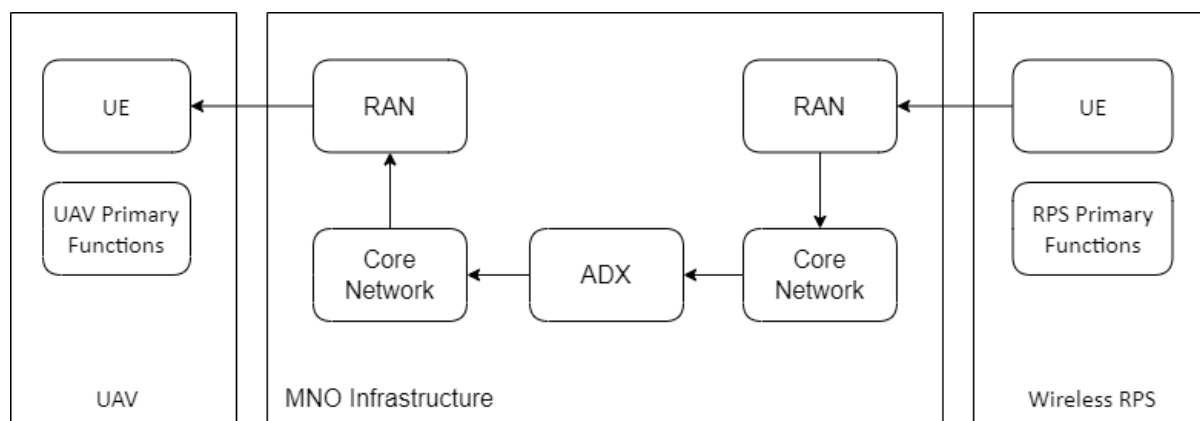 UE
UAV Primary
Functions
UAV
RAN
RAN
Core
Network
ADX
Core
Network
MNO Infrastructure
UE
RPS Primary
Functions
Wireless RPS